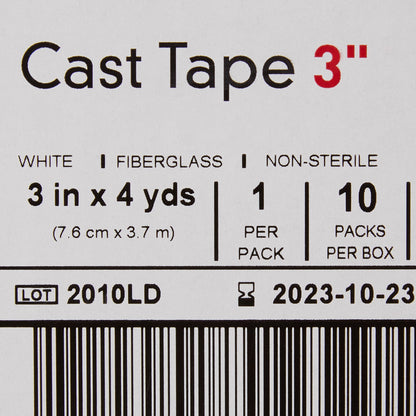 Cast Tape 3"
WHITE | FIBERGLASS | NON-STERILE
3 in x 4 yds 1 10
(7.6 cm x 3.7 m) PER PACKS
PACK PER BOX
LOT 2010LD 2023-10-23